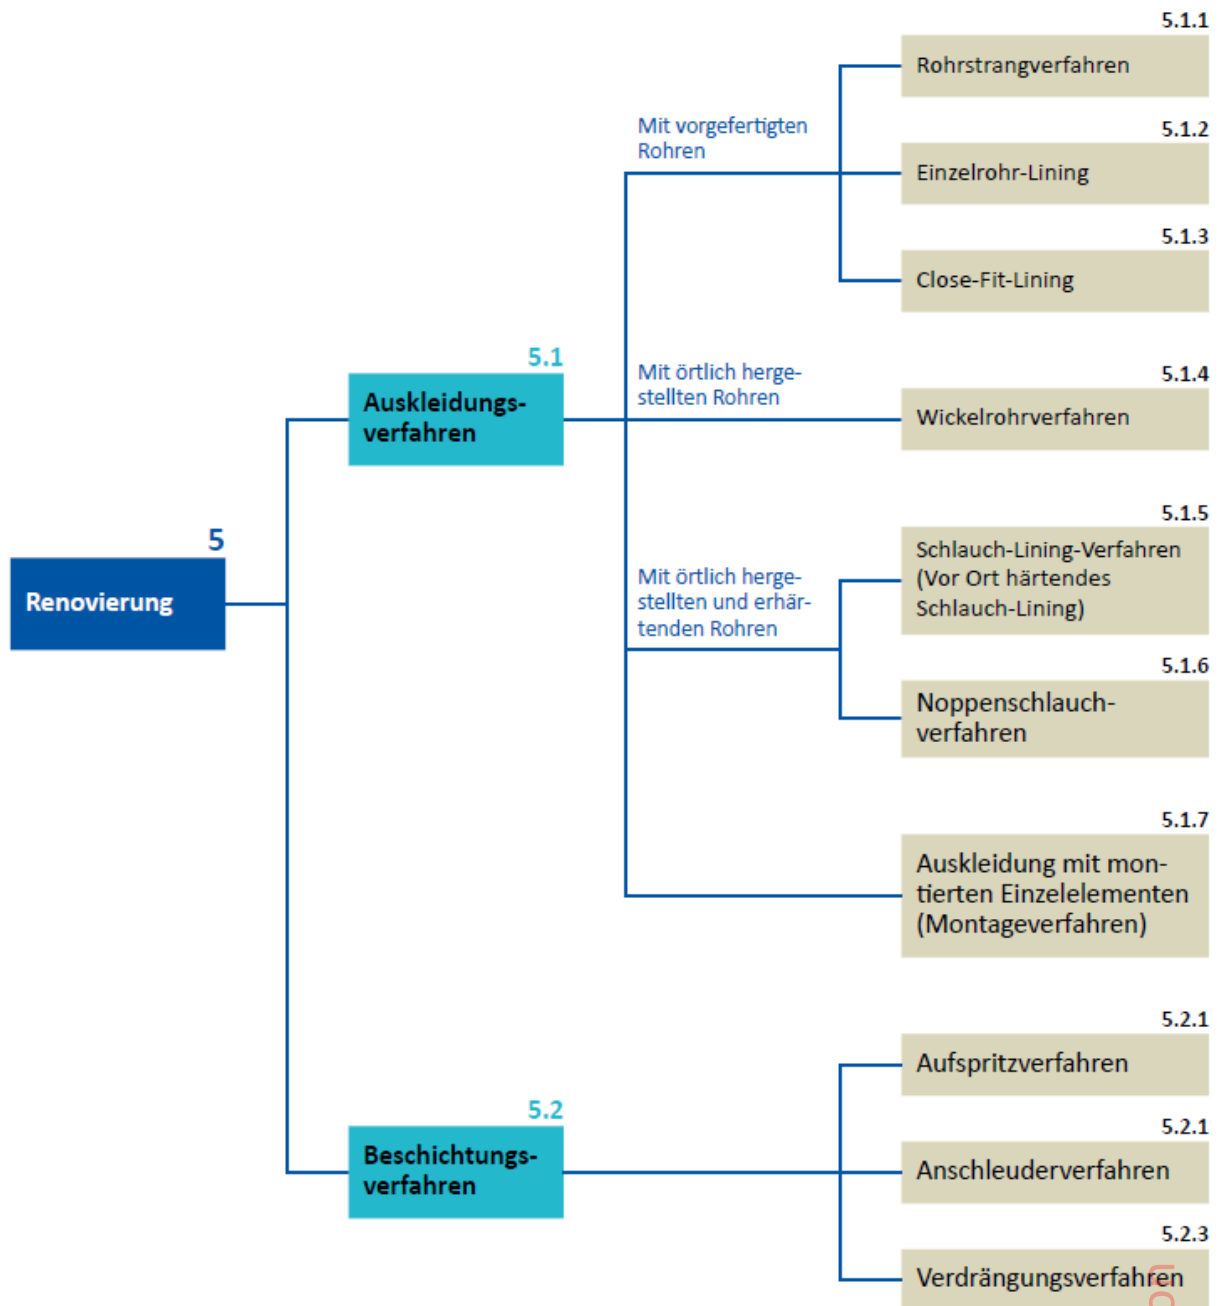 5
Renovierung
5.1
Auskleidungs-
verfahren
Mit vorgefertigten
Rohren
5.1.1
Rohrstrangverfahren
5.1.2
Einzelrohr-Lining
5.1.3
Close-Fit-Lining
Mit örtlich herge-
stellten Rohren
5.1.4
Wickelrohrverfahren
Mit örtlich herge-
stellten und erhär-
tenden Rohren
5.1.5
Schlauch-Lining-Verfahren
(Vor Ort härtendes
Schlauch-Lining)
5.1.6
Noppenschlauch-
verfahren
5.1.7
Auskleidung mit mon-
tierten Einzelelementen
(Montageverfahren)
5.2
Beschichtungs-
verfahren
5.2.1
Aufspritzverfahren
5.2.1
Anschleuderverfahren
5.2.3
Verdrängungsverfahren